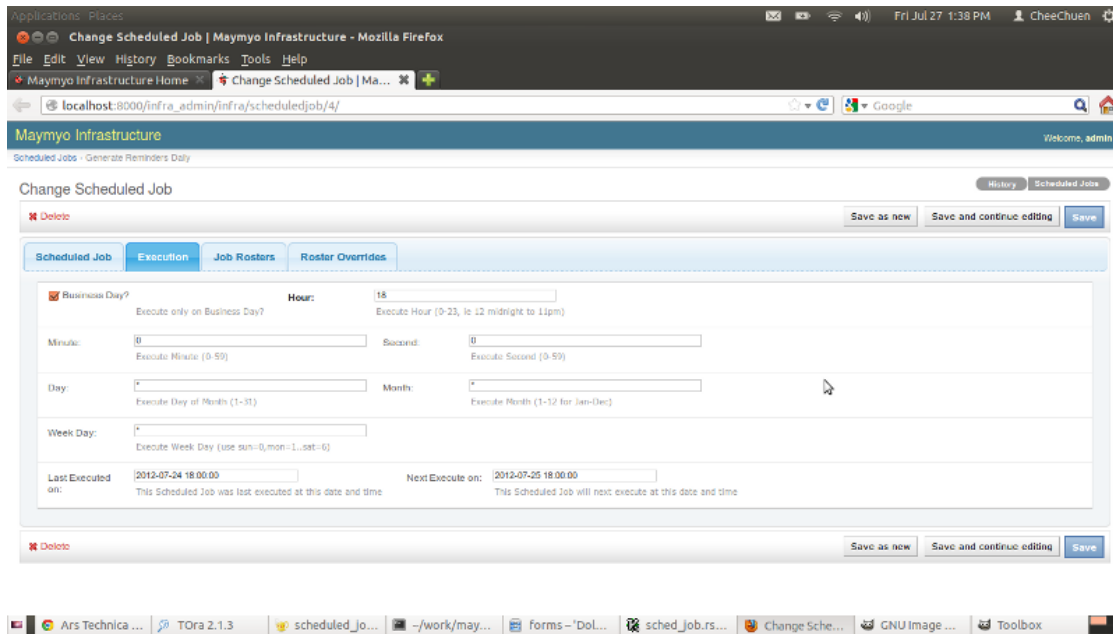 Applications Places
Fri Jul 27 1:38 PM CheeChuen
Change Scheduled Job | Maymyo Infrastructure - Mozilla Firefox
File Edit View History Bookmarks Tools Help
Maymyo Infrastructure Home
Change Scheduled Job | Ma...
localhost:8000/infra_admin/infra/scheduledjob/4/
Google
Maymyo Infrastructure
Welcome, admin
Scheduled Jobs › Generate Reminders Daily
Change Scheduled Job
History Scheduled Jobs
Delete
Save as new Save and continue editing Save
Scheduled Job Execution Job Rosters Roster Overrides
Business Day? Hour: 18
Execute only on Business Day? Execute Hour (0-23, ie 12 midnight to 11pm)
Minute: 0 Second: 0
Execute Minute (0-59) Execute Second (0-59)
Day: * Month: *
Execute Day of Month (1-31) Execute Month (1-12 for Jan-Dec)
Week Day: *
Execute Week Day (use sun=0,mon=1..sat=6)
Last Executed on: 2012-07-24 18:00:00 Next Execute on: 2012-07-25 18:00:00
This Scheduled Job was last executed at this date and time This Scheduled Job will next execute at this date and time
Delete
Save as new Save and continue editing Save
Ars Technica ... TOra 2.1.3 scheduled_jo... ~/work/may... forms – 'Dol... sched_job.rs... Change Sche... GNU Image ... Toolbox